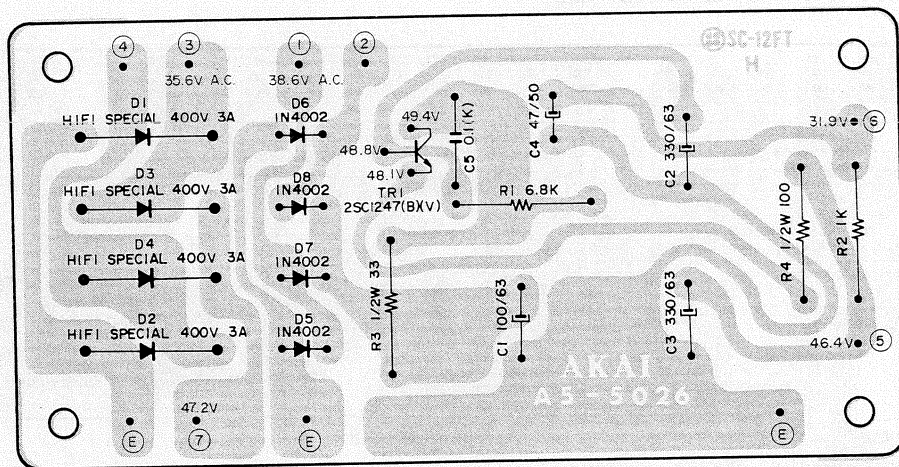 4
3
1
2
SC-12FT
H
35.6V A.C.
38.6V A.C.
D1
HIFI SPECIAL 400V 3A
D6
IN4002
49.4V
48.8V
48.1V
TR1
2SC1247(B)(V)
C5 0.1(K)
C4 47/50
C2 330/63
31.9V
6
D3
HIFI SPECIAL 400V 3A
D8
IN4002
R1 6.8K
R4 1/2W 100
R2 1K
D4
HIFI SPECIAL 400V 3A
D7
IN4002
R3 1/2W 33
C1 100/63
C3 330/63
D2
HIFI SPECIAL 400V 3A
D5
IN4002
46.4V
5
AKAI
A5-5026
47.2V
E
7
E
E